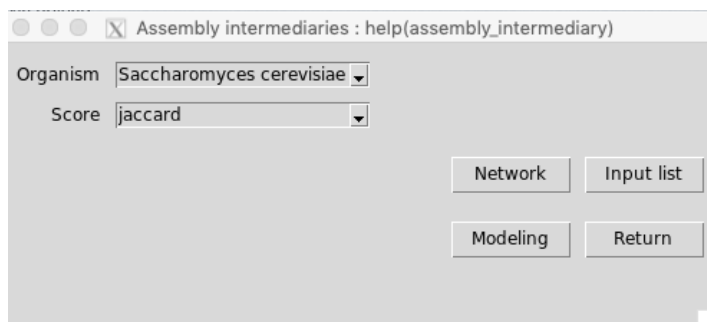 Assembly intermediaries : help(assembly_intermediary)
Organism Saccharomyces cerevisiae
Score jaccard
Network Input list
Modeling Return